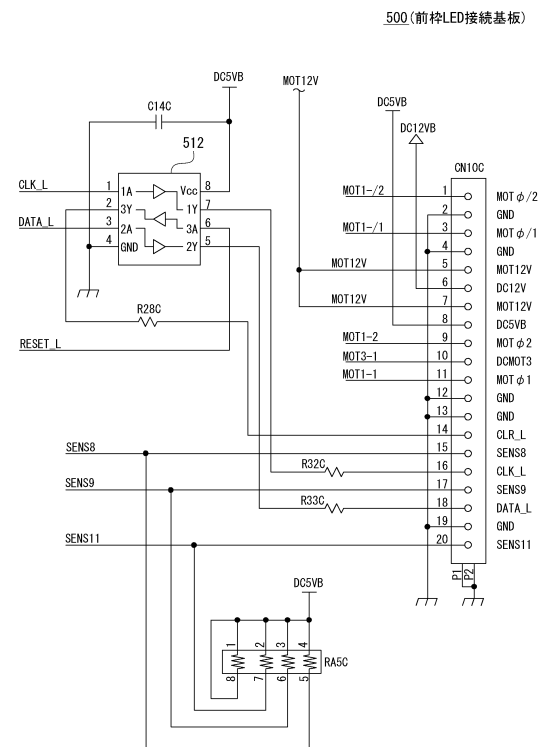 500(前枠LED接続基板)
DC5VB
MOT12V
C14C
DC5VB
512
DC12VB
CN10C
CLK_L
1 1A Vcc 8
2 3Y 1Y 7
DATA_L
3 2A 3A 6
4 GND 2Y 5
MOT1-/2 1 MOTφ/2
2 GND
MOT1-/1 3 MOTφ/1
4 GND
MOT12V 5 MOT12V
6 DC12V
MOT12V 7 MOT12V
8 DC5VB
MOT1-2 9 MOTφ2
MOT3-1 10 DCMOT3
MOT1-1 11 MOTφ1
12 GND
13 GND
14 CLR_L
15 SENS8
16 CLK_L
17 SENS9
18 DATA_L
19 GND
20 SENS11
R28C
RESET_L
SENS8
R32C
SENS9
R33C
SENS11
P1 P2
DC5VB
1 2 3 4
RA5C
8 7 6 5